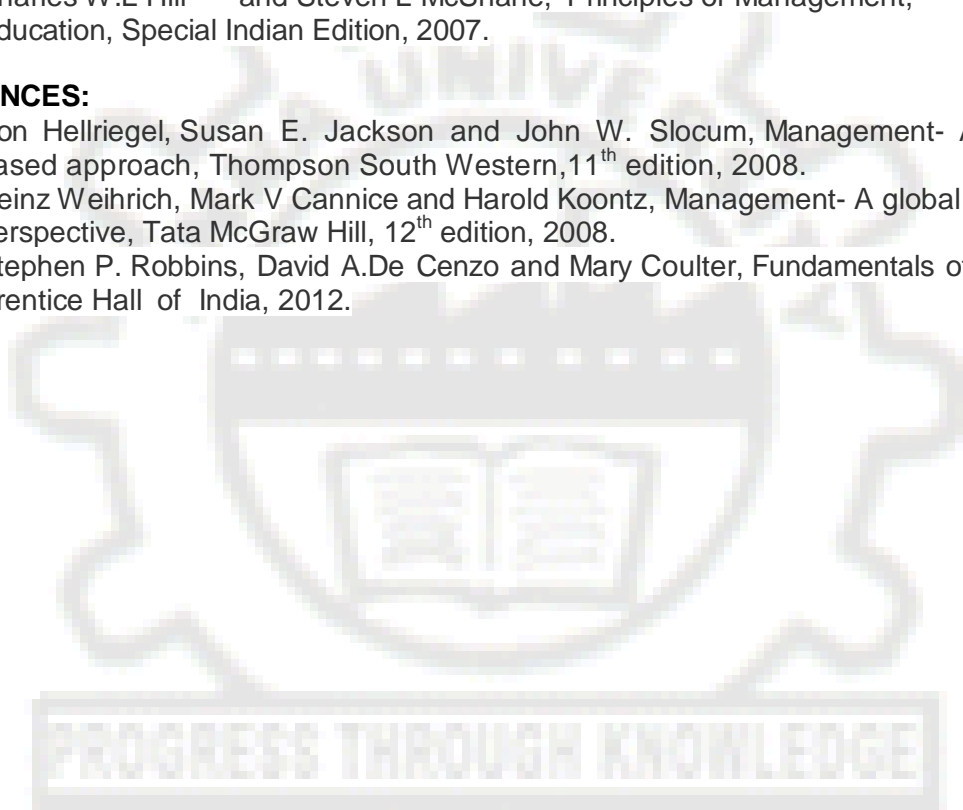 and Steven L McShane, Principles of Management,
ducation, Special Indian Edition, 2007.
NCES:
on Hellriegel, Susan E. Jackson and John W. Slocum, Management- A
ased approach, Thompson South Western,11th edition, 2008.
einz Weihrich, Mark V Cannice and Harold Koontz, Management- A global
erspective, Tata McGraw Hill, 12th edition, 2008.
tephen P. Robbins, David A.De Cenzo and Mary Coulter, Fundamentals of
rentice Hall of India, 2012.
UNIVE
PROGRESS THROUGH KNOWLEDGE